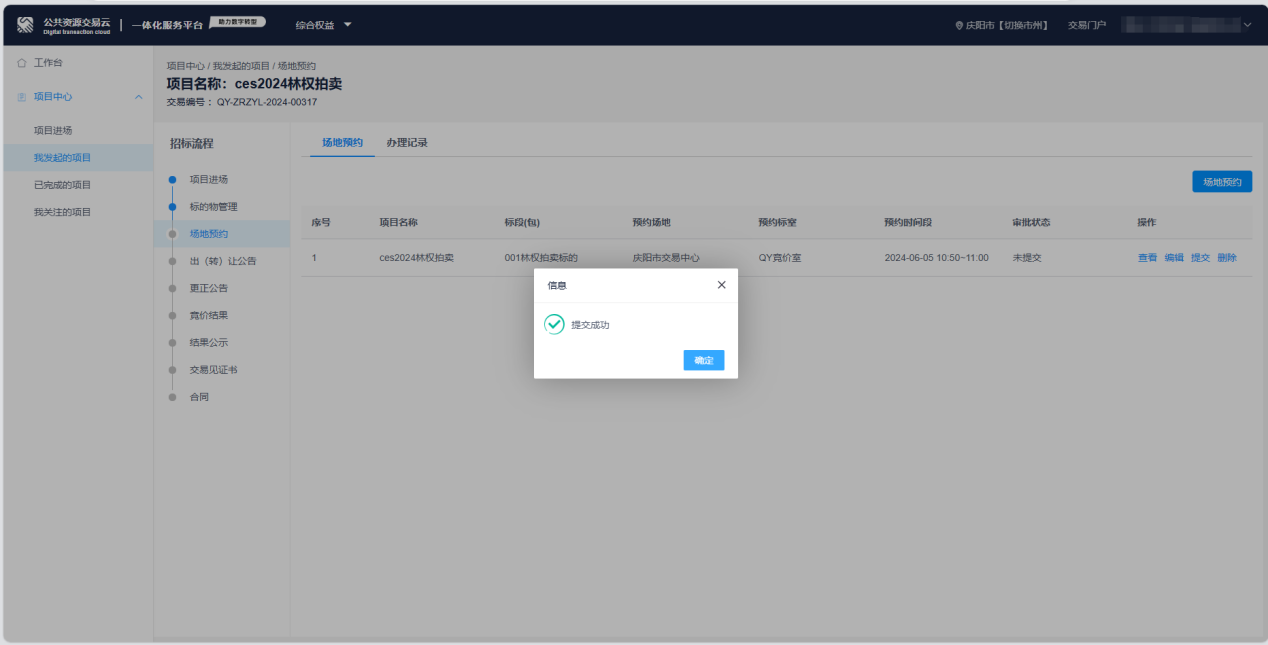 公共资源交易云
Digital transaction cloud
一体化服务平台
助力数字转型
综合权益
庆阳市【切换市州】
交易门户
工作台
项目中心
项目进场
我发起的项目
已完成的项目
我关注的项目
项目中心 / 我发起的项目 / 场地预约
项目名称：ces2024林权拍卖
交易编号： QY-ZRZYL-2024-00317
招标流程
项目进场
标的物管理
场地预约
出（转）让公告
更正公告
竞价结果
结果公示
交易见证书
合同
场地预约 办理记录
场地预约
序号 项目名称 标段(包) 预约场地 预约标室 预约时间段 审批状态 操作
1 ces2024林权拍卖 001林权拍卖标的 庆阳市交易中心 QY竞价室 2024-06-05 10:50~11:00 未提交 查看 编辑 提交 删除
信息
提交成功
确定